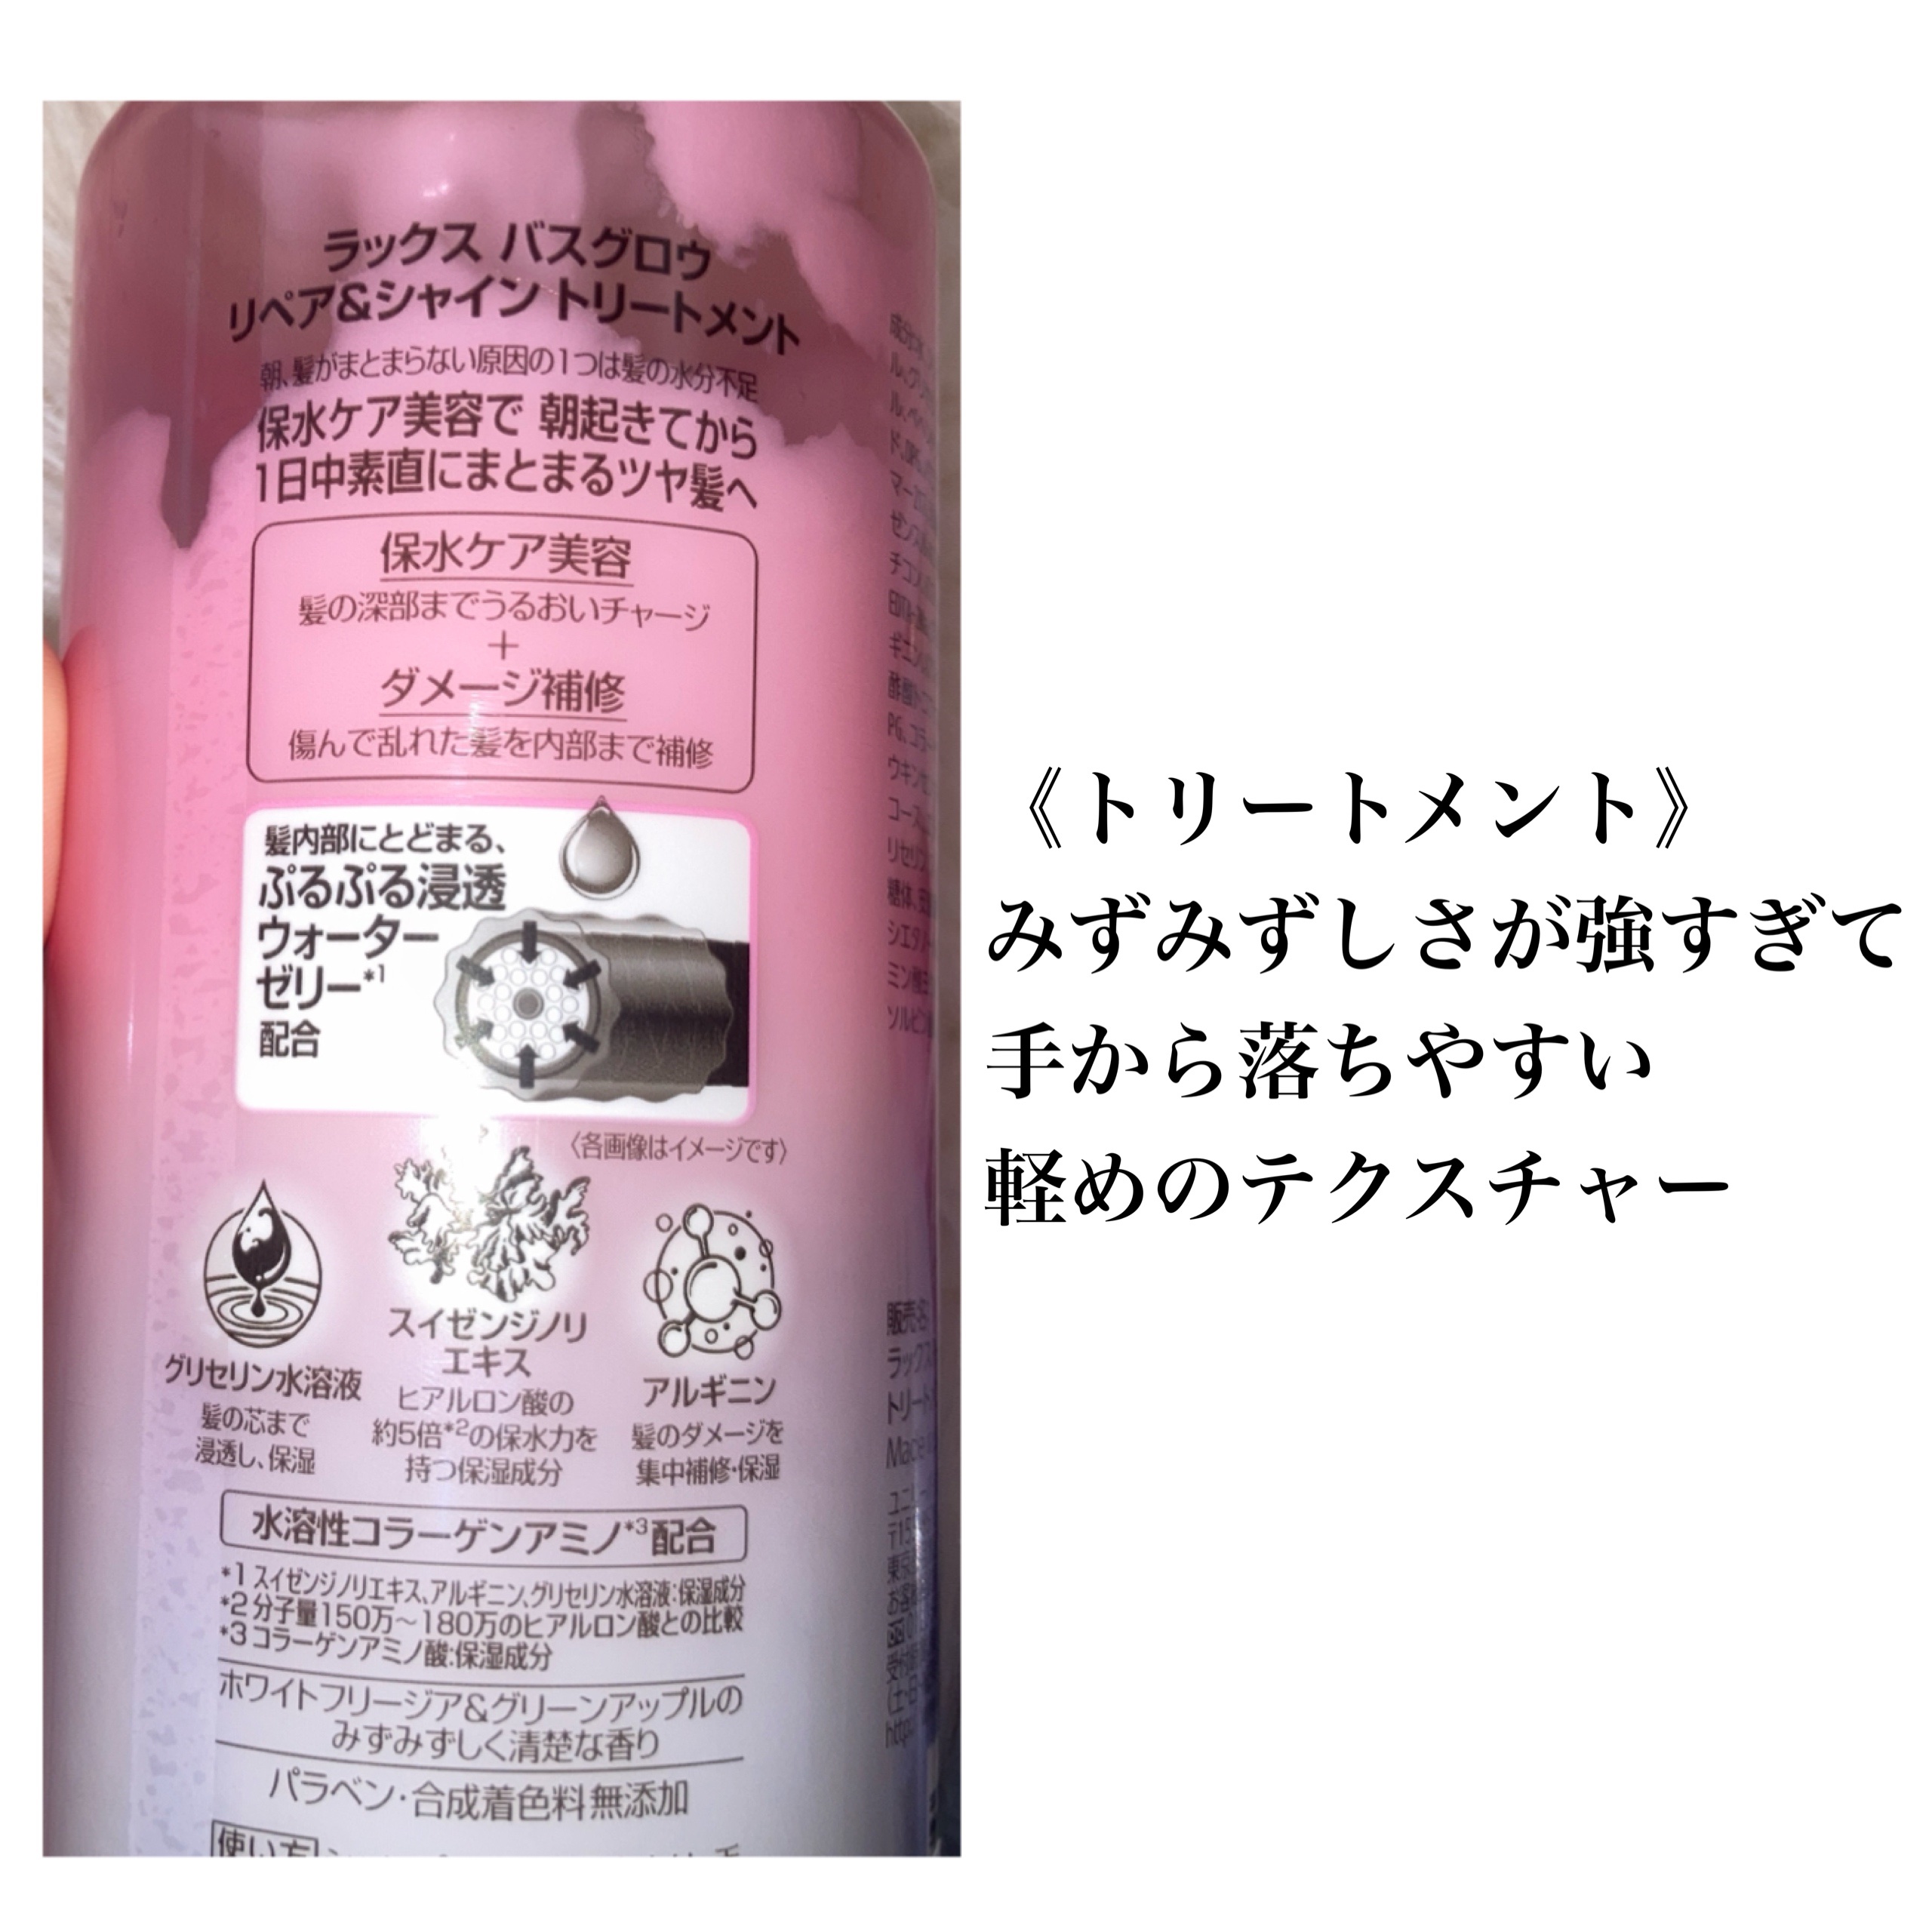 ラックス バスグロウ
リペア&シャイン トリートメント
朝、髪がまとまらない原因の1つは髪の水分不足
保水ケア美容で 朝起きてから
1日中素直にまとまるツヤ髪へ
保水ケア美容
髪の深部までうるおいチャージ
+
ダメージ補修
傷んで乱れた髪を内部まで補修
髪内部にとどまる、
ぷるぷる浸透
ウォーター
ゼリー*1
配合
〈各画像はイメージです〉
グリセリン水溶液
髪の芯まで
浸透し、保湿
スイゼンジノリ
エキス
ヒアルロン酸の
約5倍*2の保水力を
持つ保湿成分
アルギニン
髪のダメージを
集中補修・保湿
水溶性コラーゲンアミノ*3配合
*1 スイゼンジノリエキス、アルギニン、グリセリン水溶液:保湿成分
*2 分子量150万〜180万のヒアルロン酸との比較
*3 コラーゲンアミノ酸:保湿成分
ホワイトフリージア&グリーンアップルの
みずみずしく清楚な香り
パラベン・合成着色料無添加
使い方
《トリートメント》
みずみずしさが強すぎて
手から落ちやすい
軽めのテクスチャー